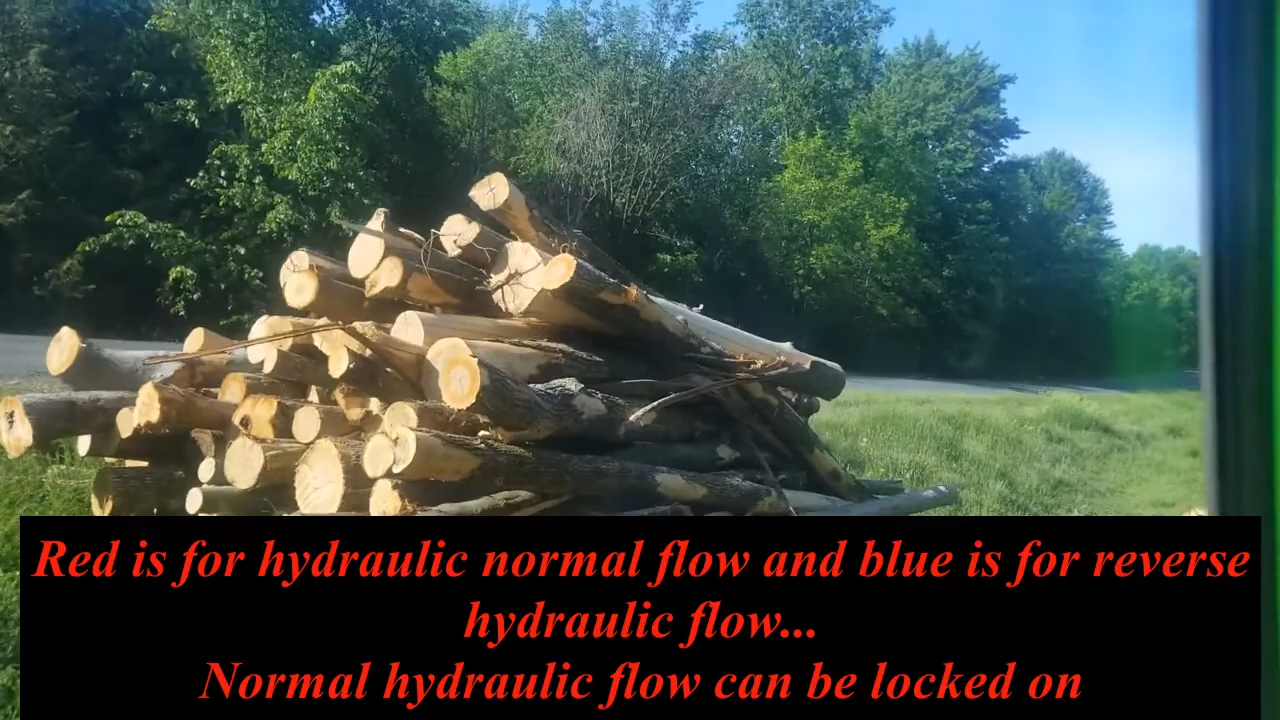 Red is for hydraulic normal flow and blue is for reverse
hydraulic flow...
Normal hydraulic flow can be locked on